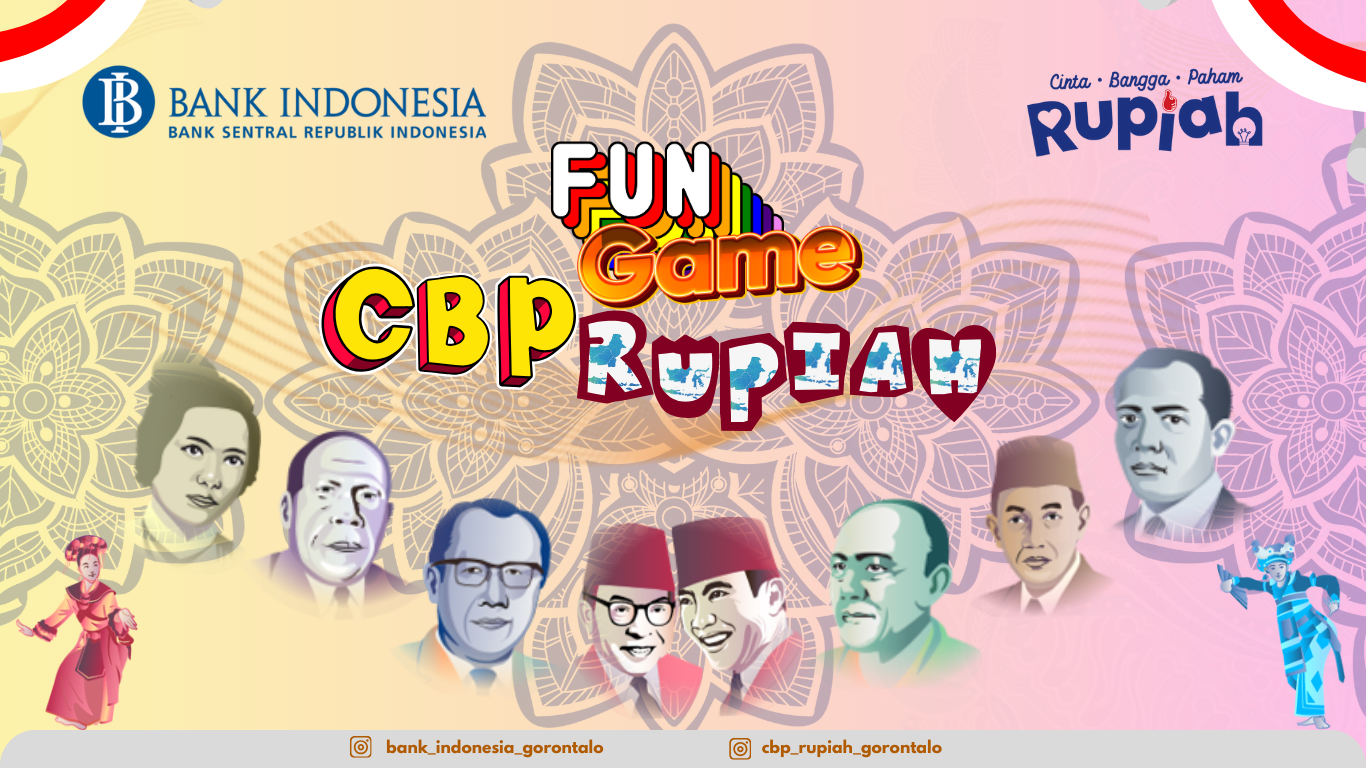 BANK INDONESIA
BANK SENTRAL REPUBLIK INDONESIA
Cinta • Bangga • Paham
Rupiah
FUN
Game
CBP
RUPIAH
bank_indonesia_gorontalo
cbp_rupiah_gorontalo